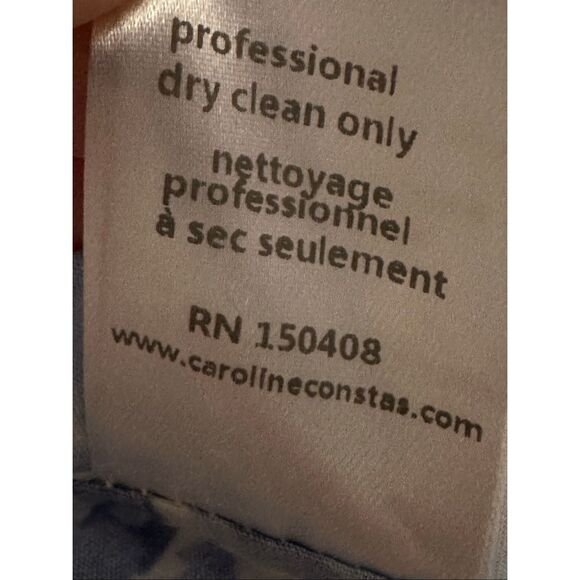 professional
dry clean only
nettoyage
professionnel
à sec seulement
RN 150408
www.carolineconstas.com